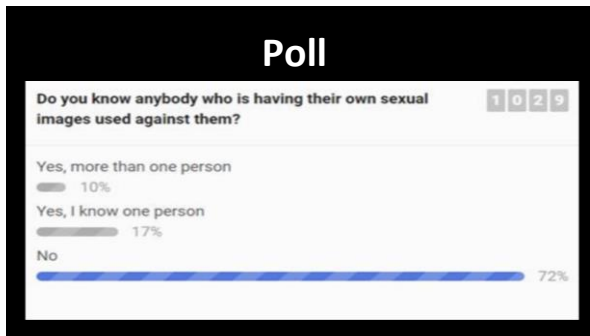 Poll
Do you know anybody who is having their own sexual 1029
images used against them?
Yes, more than one person
10%
Yes, I know one person
17%
No
72%